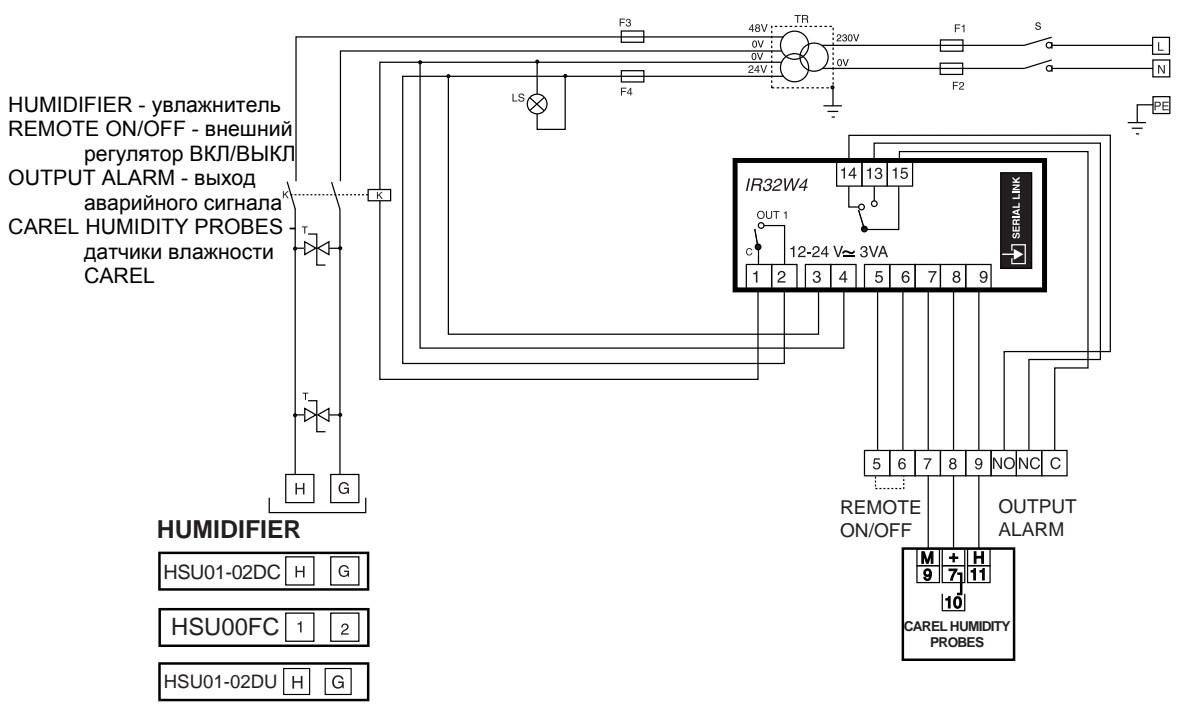 F3
48V
TR
0V
230V
F1
S
L
0V
24V
0V
N
F4
F2
LS
PE
HUMIDIFIER - увлажнитель
REMOTE ON/OFF - внешний
регулятор ВКЛ/ВЫКЛ
OUTPUT ALARM - выход
аварийного сигнала
CAREL HUMIDITY PROBES -
датчики влажности
CAREL
K
K
T
T
IR32W4
14 13 15
SERIAL LINK
OUT 1
C
12-24 V≂ 3VA
1 2 3 4 5 6 7 8 9
5 6 7 8 9 NO NC C
REMOTE
ON/OFF
OUTPUT
ALARM
H G
HUMIDIFIER
HSU01-02DC H G
HSU00FC 1 2
HSU01-02DU H G
M + H
9 7 11
10
CAREL HUMIDITY
PROBES